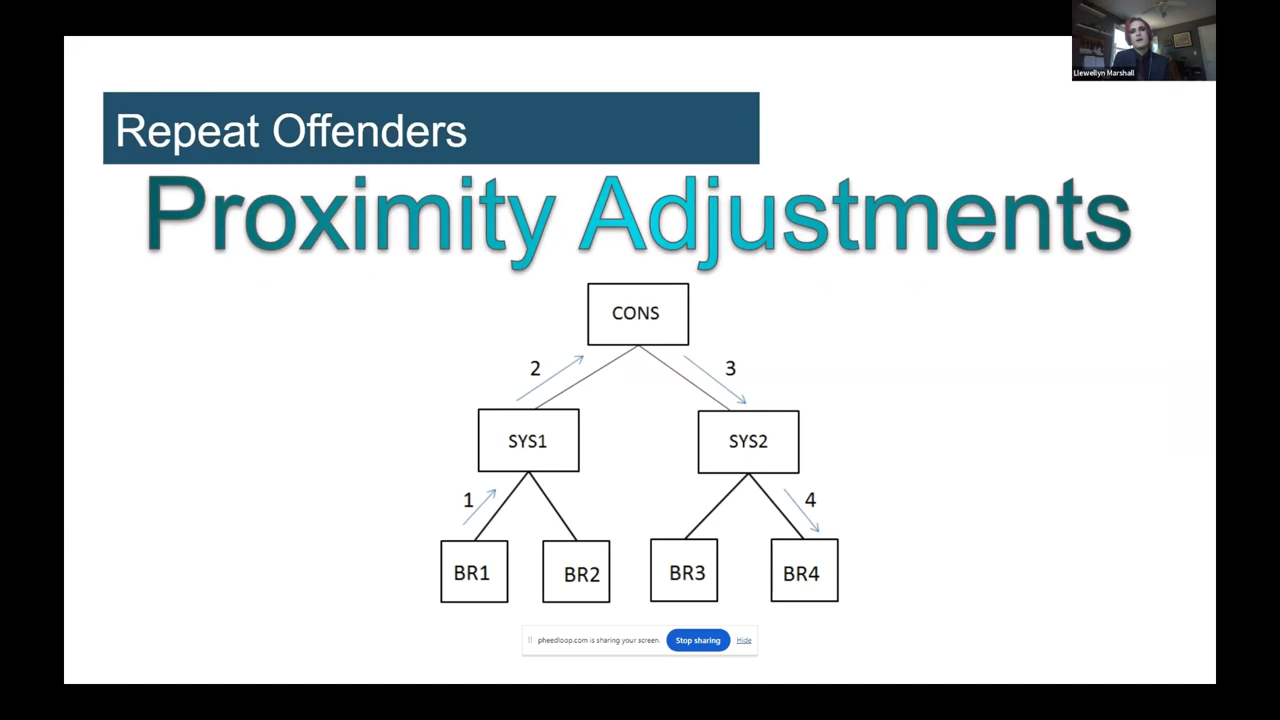 Llewellyn Marshall
Repeat Offenders
Proximity Adjustments
CONS
2
3
SYS1
SYS2
1
4
BR1
BR2
BR3
BR4
pheedloop.com is sharing your screen.
Stop sharing
Hide